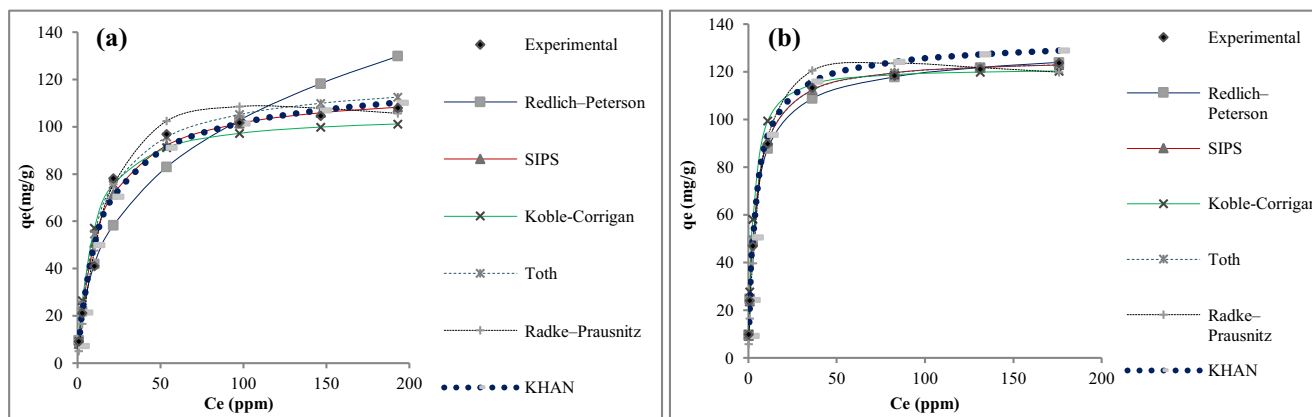 (a)
140
120
100
80
60
40
20
0
0 50 100 150 200
qe(mg/g)
Ce (ppm)
Experimental
Redlich–Peterson
SIPS
Koble-Corrigan
Toth
Radke–Prausnitz
KHAN
(b)
140
120
100
80
60
40
20
0
0 50 100 150 200
qe (mg/g)
Ce (ppm)
Experimental
Redlich–
Peterson
SIPS
Koble-Corrigan
Toth
Radke–
Prausnitz
KHAN